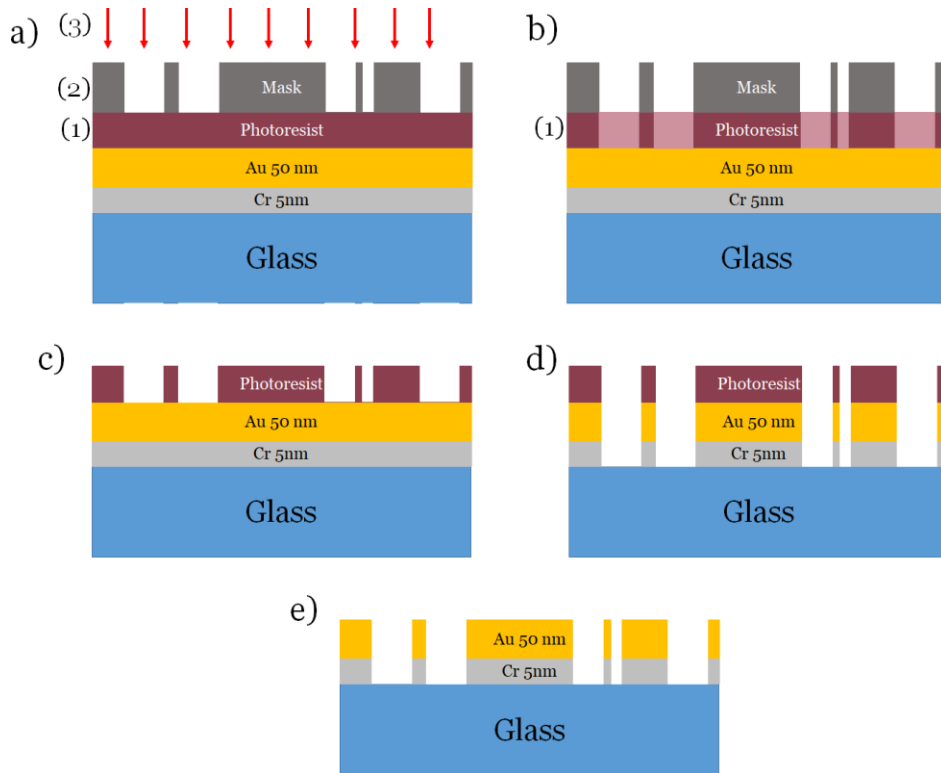 a)
(3)
(2)
Mask
(1)
Photoresist
Au 50 nm
Cr 5nm
Glass
b)
Mask
(1)
Photoresist
Au 50 nm
Cr 5nm
Glass
c)
Photoresist
Au 50 nm
Cr 5nm
Glass
d)
Photoresist
Au 50 nm
Cr 5nm
Glass
e)
Au 50 nm
Cr 5nm
Glass